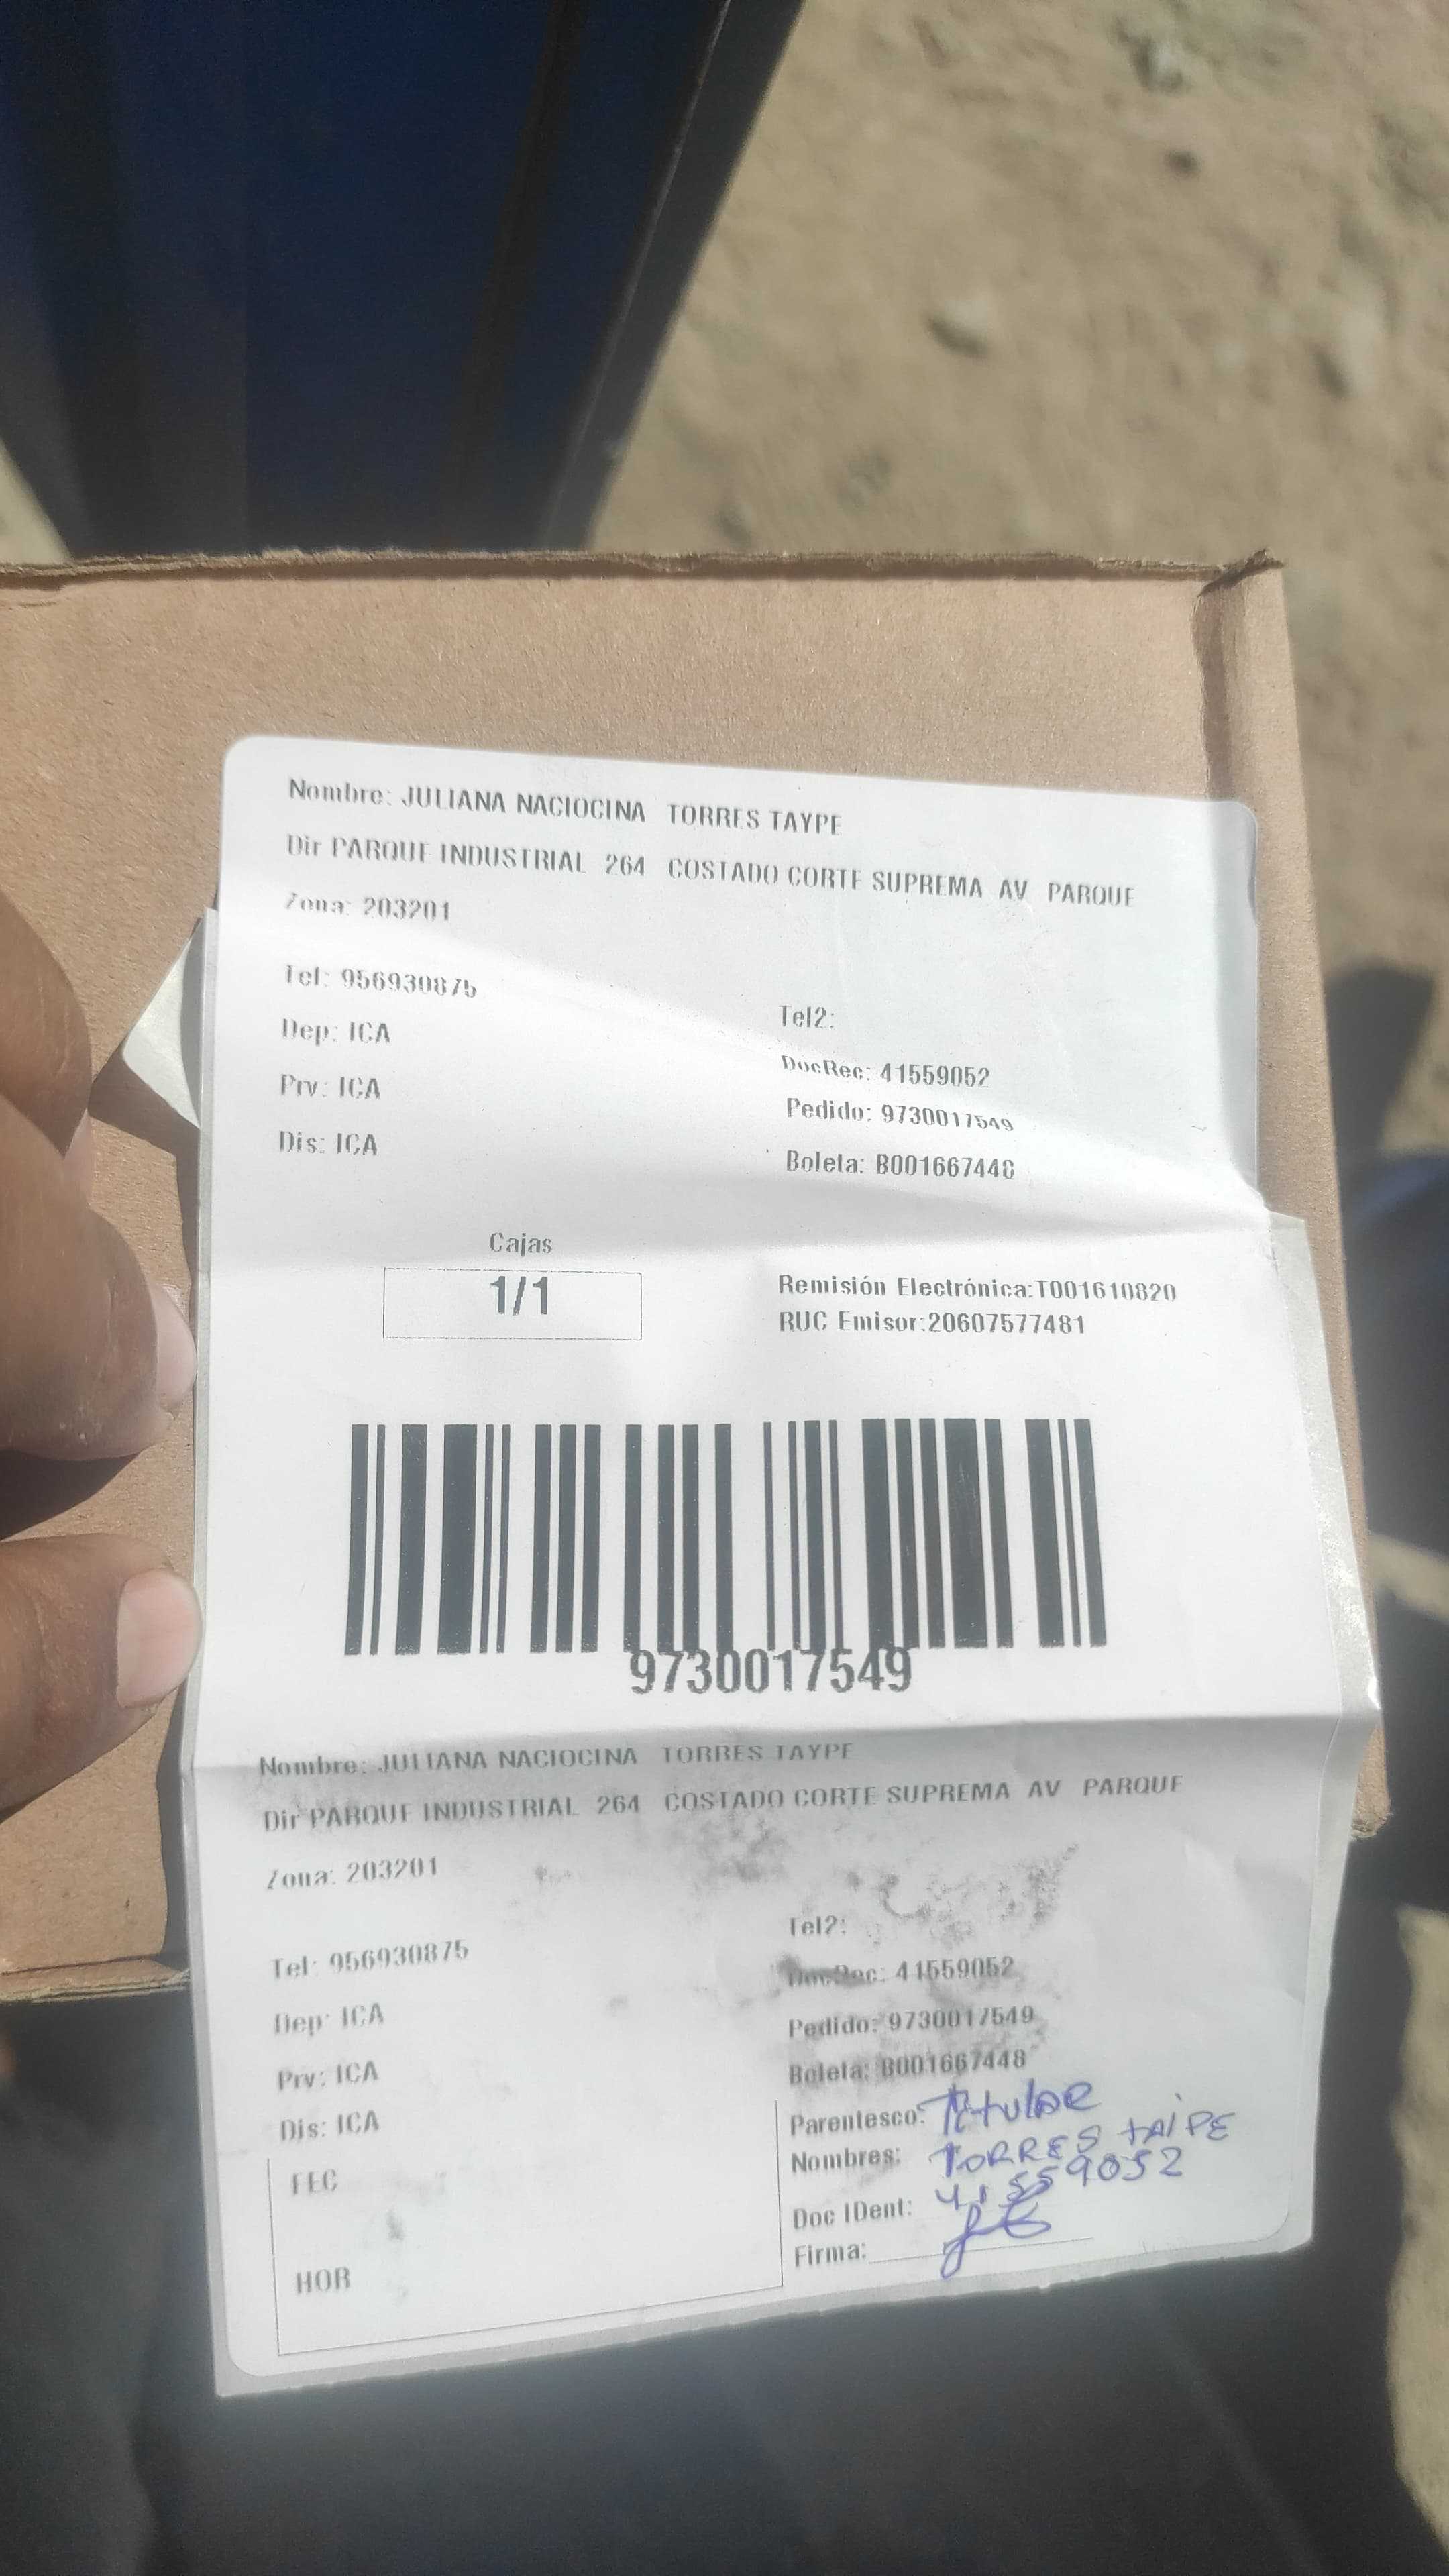 Nombre: JULIANA NACIOCINA TORRES TAYPE
Dir PARQUE INDUSTRIAL 264 COSTADO CORTE SUPREMA AV PARQUE
Zona: 203201
Tel: 956930875
Tel2:
Dep: ICA
DocRec: 41559052
Prv: ICA
Pedido: 9730017549
Dis: ICA
Boleta: B001667448
Cajas
1/1
Remisión Electrónica:T001610820
RUC Emisor:20607577481
9730017549
Nombre: JULIANA NACIOCINA TORRES TAYPE
Dir PARQUE INDUSTRIAL 264 COSTADO CORTE SUPREMA AV PARQUE
Zona: 203201
Tel2:
Tel: 956930875
DocRec: 41559052
Dep: ICA
Pedido: 9730017549
Prv: ICA
Boleta: B001667448
Dis: ICA
Parentesco: Titular
Nombres: TORRES TAIPE
FEC
Doc IDent: 41559052
Firma:
HOR